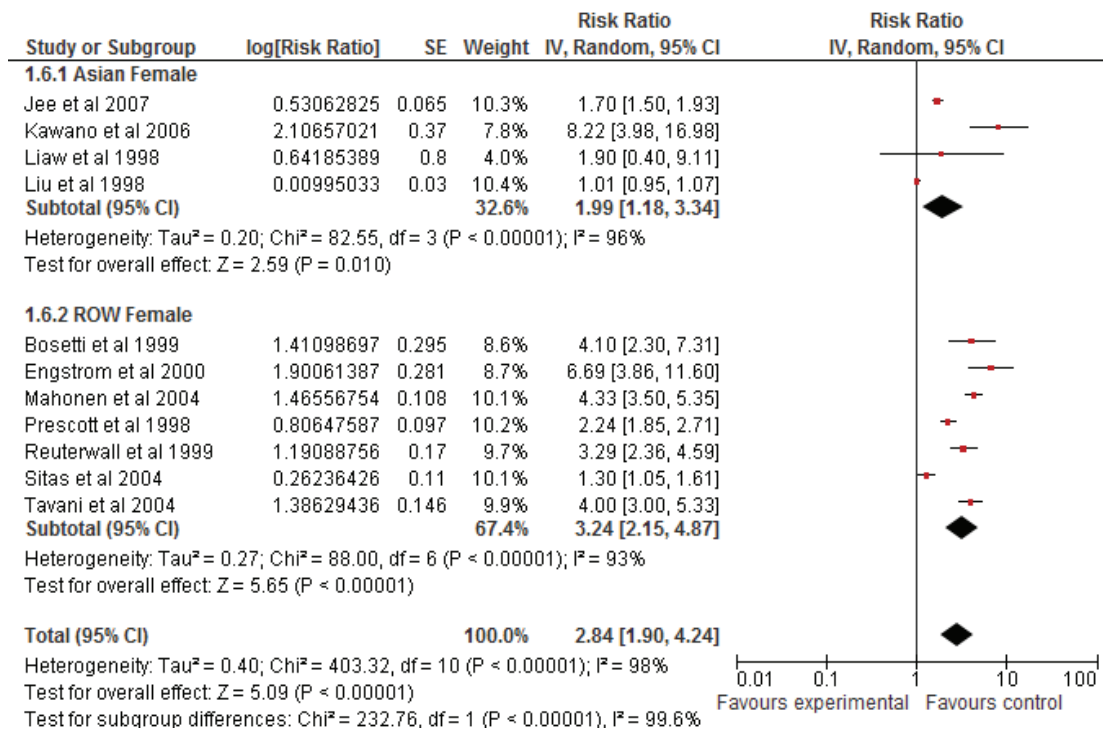 Risk Ratio Risk Ratio
Study or Subgroup log[Risk Ratio] SE Weight IV, Random, 95% CI IV, Random, 95% CI
1.6.1 Asian Female
Jee et al 2007 0.53062825 0.065 10.3% 1.70 [1.50, 1.93]
Kawano et al 2006 2.10657021 0.37 7.8% 8.22 [3.98, 16.98]
Liaw et al 1998 0.64185389 0.8 4.0% 1.90 [0.40, 9.11]
Liu et al 1998 0.00995033 0.03 10.4% 1.01 [0.95, 1.07]
Subtotal (95% CI) 32.6% 1.99 [1.18, 3.34]
Heterogeneity: Tau² = 0.20; Chi² = 82.55, df = 3 (P < 0.00001); I² = 96%
Test for overall effect: Z = 2.59 (P = 0.010)
1.6.2 ROW Female
Bosetti et al 1999 1.41098697 0.295 8.6% 4.10 [2.30, 7.31]
Engstrom et al 2000 1.90061387 0.281 8.7% 6.69 [3.86, 11.60]
Mahonen et al 2004 1.46556754 0.108 10.1% 4.33 [3.50, 5.35]
Prescott et al 1998 0.80647587 0.097 10.2% 2.24 [1.85, 2.71]
Reuterwall et al 1999 1.19088756 0.17 9.7% 3.29 [2.36, 4.59]
Sitas et al 2004 0.26236426 0.11 10.1% 1.30 [1.05, 1.61]
Tavani et al 2004 1.38629436 0.146 9.9% 4.00 [3.00, 5.33]
Subtotal (95% CI) 67.4% 3.24 [2.15, 4.87]
Heterogeneity: Tau² = 0.27; Chi² = 88.00, df = 6 (P < 0.00001); I² = 93%
Test for overall effect: Z = 5.65 (P < 0.00001)
Total (95% CI) 100.0% 2.84 [1.90, 4.24]
Heterogeneity: Tau² = 0.40; Chi² = 403.32, df = 10 (P < 0.00001); I² = 98%
Test for overall effect: Z = 5.09 (P < 0.00001)
Test for subgroup differences: Chi² = 232.76, df = 1 (P < 0.00001), I² = 99.6%
0.01 0.1 1 10 100
Favours experimental Favours control